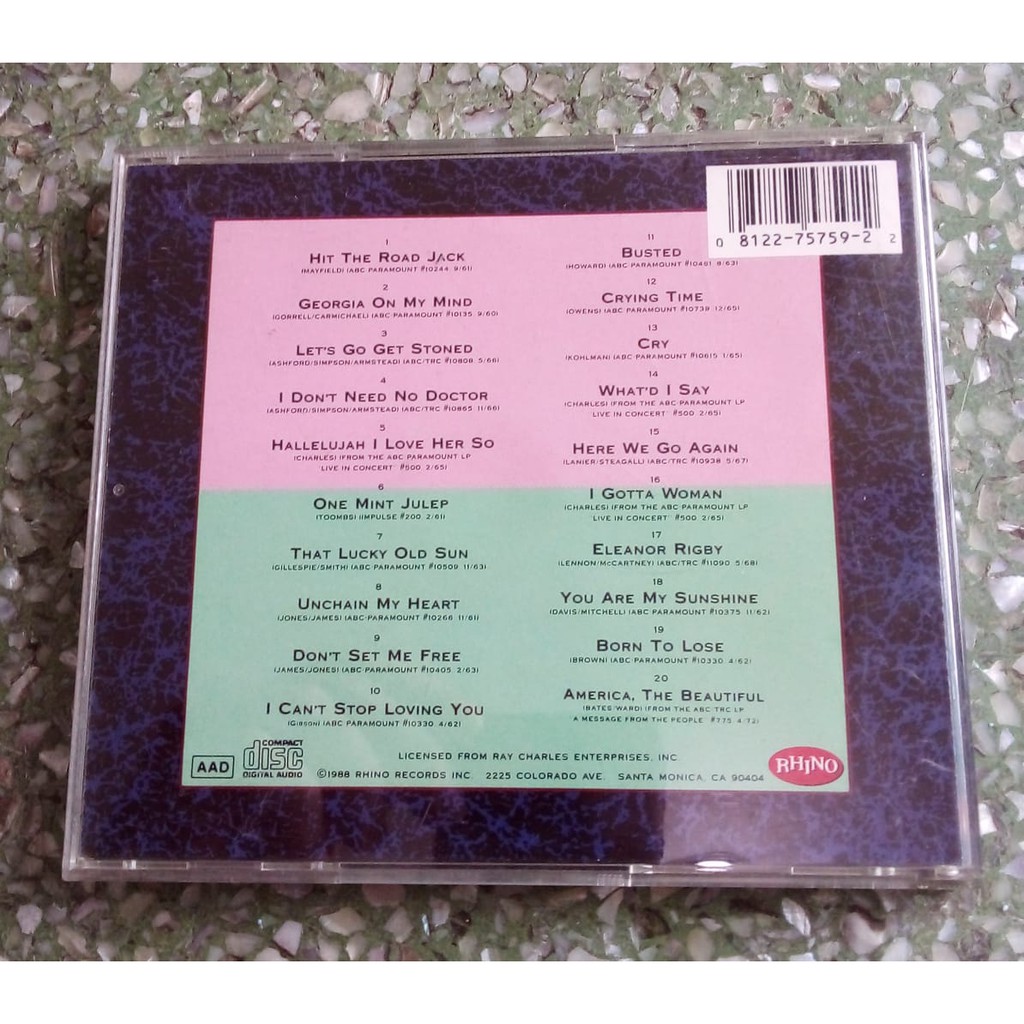 0 8122-75759-2 2
1
HIT THE ROAD JACK
(MAYFIELD) (ABC PARAMOUNT #10244 9/61)
2
GEORGIA ON MY MIND
(GORRELL/CARMICHAEL) (ABC PARAMOUNT #10135 9/60)
3
LET'S GO GET STONED
(ASHFORD/SIMPSON/ARMSTEAD) (ABC/TRC #10808 5/66)
4
I DON'T NEED NO DOCTOR
(ASHFORD/SIMPSON/ARMSTEAD) (ABC/TRC #10865 11/66)
5
HALLELUJAH I LOVE HER SO
(CHARLES) (FROM THE ABC PARAMOUNT LP
LIVE IN CONCERT #500 2/65)
6
ONE MINT JULEP
(TOOMBS) (IMPULSE #200 2/61)
7
THAT LUCKY OLD SUN
(GILLESPIE/SMITH) (ABC PARAMOUNT #10509 11/63)
8
UNCHAIN MY HEART
(JONES/JAMES) (ABC PARAMOUNT #10266 11/61)
9
DON'T SET ME FREE
(JAMES/JONES) (ABC PARAMOUNT #10405 2/63)
10
I CAN'T STOP LOVING YOU
(GIBSON) (ABC PARAMOUNT #10330 4/62)
11
BUSTED
(HOWARD) (ABC PARAMOUNT #10481 8/63)
12
CRYING TIME
(OWENS) (ABC PARAMOUNT #10739 12/65)
13
CRY
(KOHLMAN) (ABC PARAMOUNT #10615 1/65)
14
WHAT'D I SAY
(CHARLES) (FROM THE ABC PARAMOUNT LP
LIVE IN CONCERT #500 2/65)
15
HERE WE GO AGAIN
(LANIER/STEAGALL) (ABC/TRC #10938 5/67)
16
I GOTTA WOMAN
(CHARLES) (FROM THE ABC PARAMOUNT LP
LIVE IN CONCERT #500 2/65)
17
ELEANOR RIGBY
(LENNON/McCARTNEY) (ABC/TRC #11090 5/68)
18
YOU ARE MY SUNSHINE
(DAVIS/MITCHELL) (ABC PARAMOUNT #10375 11/62)
19
BORN TO LOSE
(BROWN) (ABC PARAMOUNT #10330 4/62)
20
AMERICA, THE BEAUTIFUL
(BATES/WARD) (FROM THE ABC/TRC LP
A MESSAGE FROM THE PEOPLE #775 4/72)
AAD
COMPACT
disc
DIGITAL AUDIO
LICENSED FROM RAY CHARLES ENTERPRISES, INC.
©1988 RHINO RECORDS INC. 2225 COLORADO AVE. SANTA MONICA, CA 90404
RHINO